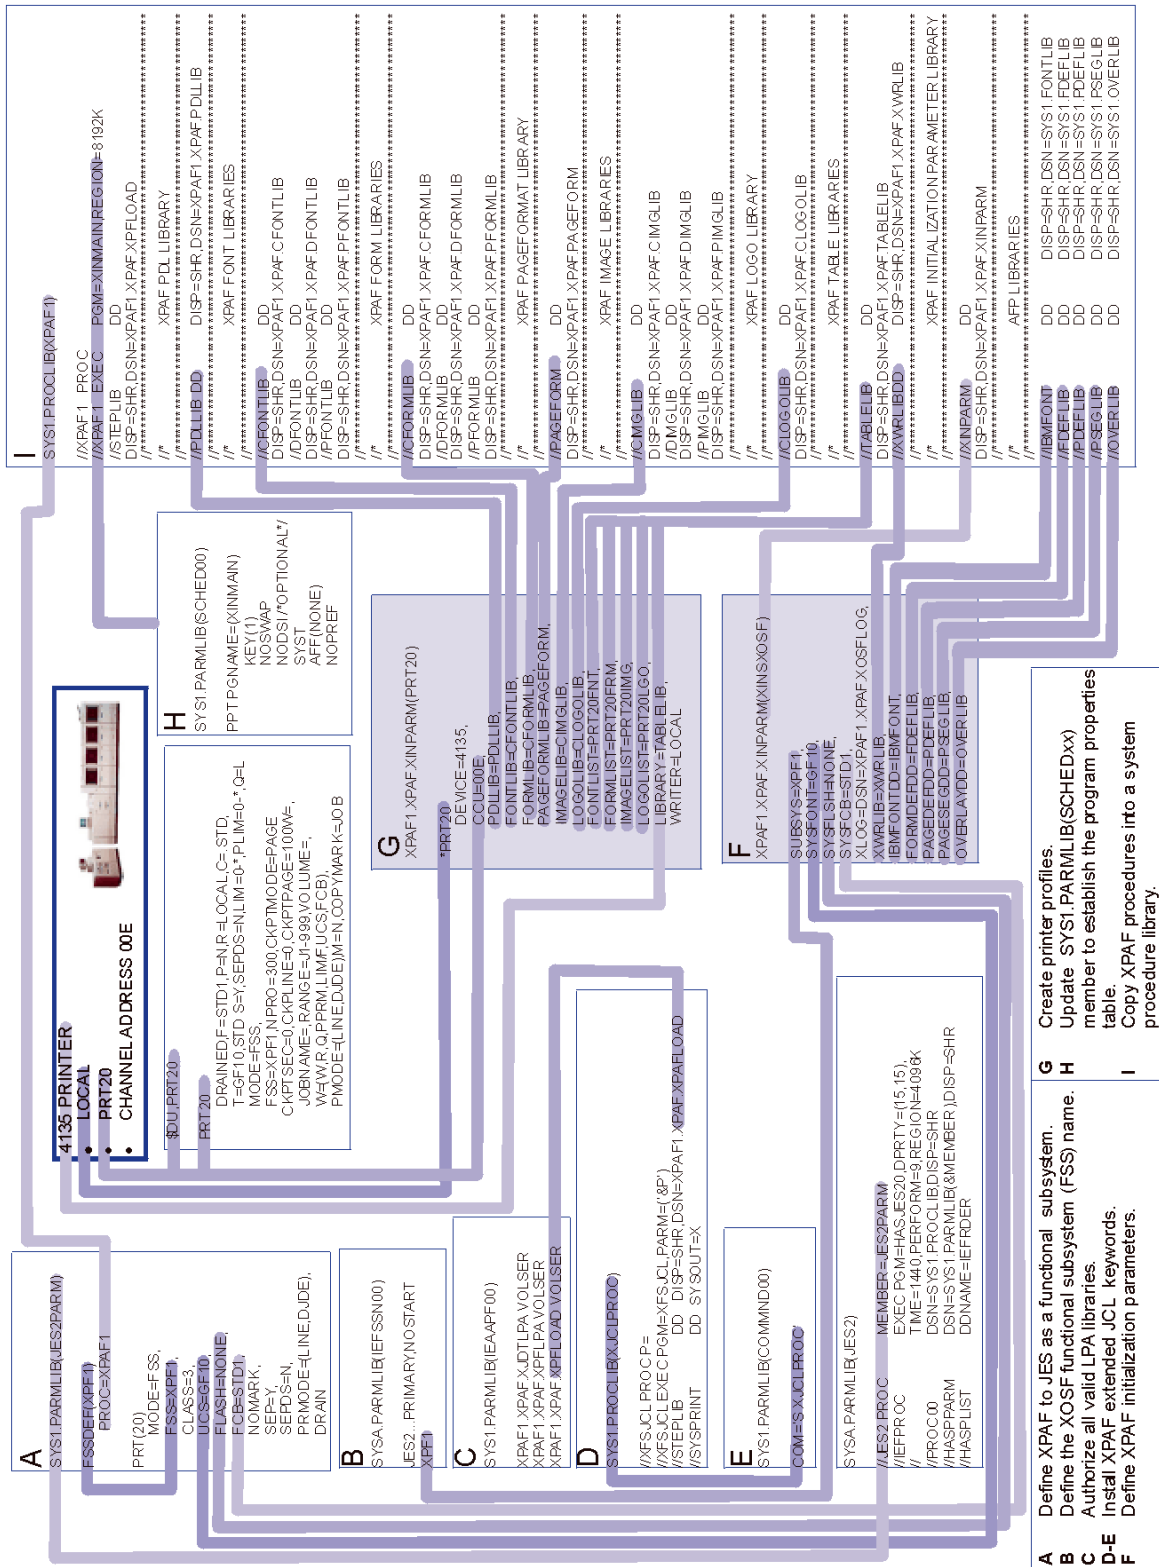 A
SYS1.PARMLIB(JES2PARM)
FSSDEF(XPF1)
PROC=XPAF1
PRT(20)
MODE=FSS,
FSS=XPF1,
CLASS=3,
UCS=GF10,
FLASH=NONE,
FCB=STD1,
NOMARK,
SEP=Y,
SEPDS=N,
PRMODE=(LINE,DJDE),
DRAIN
B
SYSA.PARMLIB(IEFSSN00)
JES2...PRIMARY,NOSTART
XPF1
C
SYS1.PARMLIB(IEAAPF00)
XPAF1.XPAF.XJDTLPA VOLSER
XPAF1.XPAF.XPFLPA VOLSER
XPAF1.XPAF.XPFLOAD VOLSER
D
SYS1.PROCLIB(XJCLPROC)
//XFSJCL PROC P=
//XFSJCL EXEC PGM=XFSJCL,PARM=('&P')
//STEPLIB DD DISP=SHR,DSN=XPAF1.XPAF.XPAFLOAD
//SYSPRINT DD SYSOUT=X
E
SYS1.PARMLIB(COMMND00)
COM='S XJCLPROC'
SYSA.PARMLIB(JES2)
//JES2 PROC MEMBER=JES2PARM
//IEFPROC EXEC PGM=HASJES20,DPRTY=(15,15),
// TIME=1440,PERFORM=9,REGION=4096K
//PROC00 DSN=SYS1.PROCLIB,DISP=SHR
//HASPPARM DSN=SYS1.PARMLIB(&MEMBER),DISP=SHR
//HASPLIST DDNAME=IEFRDER
4135 PRINTER
• LOCAL
• PRT20
• CHANNEL ADDRESS 00E
$DU,PRT20
PRT20
DRAINED,F=STD1,P=N,R=LOCAL,C=.STD,
T=GF10,STD S=Y,SEPDS=N,LIM=0-*,PLIM=0-*,Q=L
MODE=FSS,
FSS=XPF1,NPRO=300,CKPTMODE=PAGE
CKPTSEC=0,CKPLINE=0,CKPTPAGE=100W=,
JOBNAME=,RANGE=J1-999,VOLUME=,
W=(W,R,Q,PPRM,LIM/F,UCS,FCB),
PMODE=(LINE,DJDE)M=N,COPYMARK=JOB
H
SYS1.PARMLIB(SCHED00)
PPT PGNAME=(XINMAIN)
KEY(1)
NOSWAP
NODSI /*OPTIONAL*/
SYST
AFF(NONE)
NOPREF
G
XPAF1.XPAF.XINPARM(PRT20)
*PRT20
DEVICE=4135,
CCU=00E,
PDLLIB=PDLLIB,
FONTLIB=CFONTLIB,
FORMLIB=CFORMLIB,
PAGEFORMLIB=PAGEFORM,
IMAGELIB=CIMGLIB,
LOGOLIB=CLOGOLIB,
FONTLIST=PRT20FNT,
FORMLIST=PRT20FRM,
IMAGELIST=PRT20IMG,
LOGOLIST=PRT20LGO,
LIBRARY=TABLELIB,
WRITER=LOCAL
F
XPAF1.XPAF.XINPARM(XINSXOSF)
SUBSYS=XPF1,
SYSFONT=GF10,
SYSFLSH=NONE,
SYSFCB=STD1,
XLOG=DSN=XPAF1.XPAF.XOSFLOG,
XWRLIB=XWRLIB,
IBMFONTDD=IBMFONT,
FORMDEFDD=FDEFLIB,
PAGEDEFDD=PDEFLIB,
PAGESEGDD=PSEGLIB,
OVERLAYDD=OVERLIB
I
SYS1.PROCLIB(XPAF1)
//XPAF1 PROC
//XPAF1 EXEC PGM=XINMAIN,REGION=8192K
//STEPLIB DD
DISP=SHR,DSN=XPAF1.XPAF.XPFLOAD
//************************************************
//* XPAF PDL LIBRARY
//************************************************
//PDLLIB DD DISP=SHR,DSN=XPAF1.XPAF.PDLLIB
//************************************************
//* XPAF FONT LIBRARIES
//************************************************
//CFONTLIB DD
DISP=SHR,DSN=XPAF1.XPAF.CFONTLIB
//DFONTLIB DD
DISP=SHR,DSN=XPAF1.XPAF.DFONTLIB
//PFONTLIB DD
DISP=SHR,DSN=XPAF1.XPAF.PFONTLIB
//************************************************
//* XPAF FORM LIBRARIES
//************************************************
//CFORMLIB DD
DISP=SHR,DSN=XPAF1.XPAF.CFORMLIB
//DFORMLIB DD
DISP=SHR,DSN=XPAF1.XPAF.DFORMLIB
//PFORMLIB DD
DISP=SHR,DSN=XPAF1.XPAF.PFORMLIB
//************************************************
//* XPAF PAGEFORMAT LIBRARY
//************************************************
//PAGEFORM DD
DISP=SHR,DSN=XPAF1.XPAF.PAGEFORM
//************************************************
//* XPAF IMAGE LIBRARIES
//************************************************
//CIMGLIB DD
DISP=SHR,DSN=XPAF1.XPAF.CIMGLIB
//DIMGLIB DD
DISP=SHR,DSN=XPAF1.XPAF.DIMGLIB
//PIMGLIB DD
DISP=SHR,DSN=XPAF1.XPAF.PIMGLIB
//************************************************
//* XPAF LOGO LIBRARY
//************************************************
//CLOGOLIB DD
DISP=SHR,DSN=XPAF1.XPAF.CLOGOLIB
//************************************************
//* XPAF TABLE LIBRARIES
//************************************************
//TABLELIB DD
DISP=SHR,DSN=XPAF1.XPAF.TABLELIB
//XWRLIBDD DISP=SHR,DSN=XPAF1.XPAF.XWRLIB
//************************************************
//* XPAF INITIALIZATION PARAMETER LIBRARY
//************************************************
//XINPARM DD
DISP=SHR,DSN=XPAF1.XPAF.XINPARM
//************************************************
//* AFP LIBRARIES
//************************************************
//IBMFONT DD DISP=SHR,DSN=SYS1.FONTLIB
//FDEFLIB DD DISP=SHR,DSN=SYS1.FDEFLIB
//PDEFLIB DD DISP=SHR,DSN=SYS1.PDEFLIB
//PSEGLIB DD DISP=SHR,DSN=SYS1.PSEGLIB
//OVERLIB DD DISP=SHR,DSN=SYS1.OVERLIB
A Define XPAF to JES as a functional subsystem.
B Define the XOSF functional subsystem (FSS) name.
C Authorize all valid LPA libraries.
D-E Install XPAF extended JCL keywords.
F Define XPAF initialization parameters.
G Create printer profiles.
H Update SYS1.PARMLIB(SCHEDxx)
member to establish the program properties
table.
I Copy XPAF procedures into a system
procedure library.